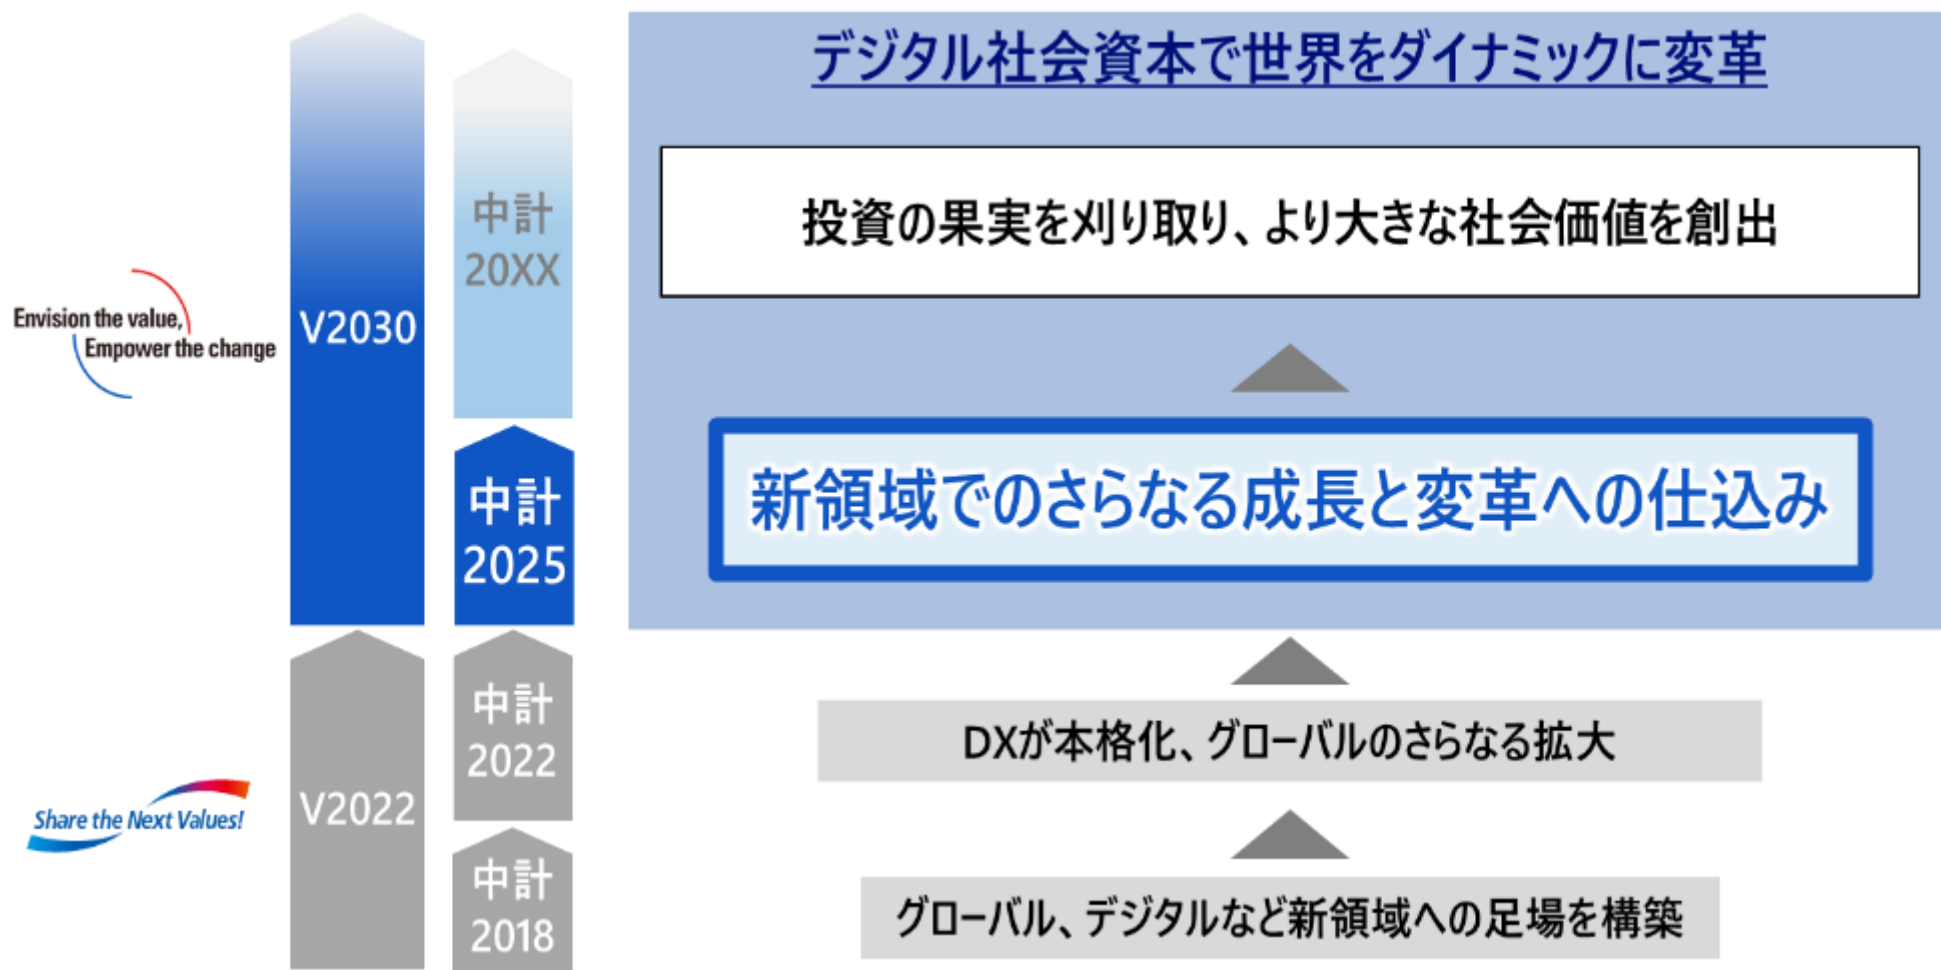 デジタル社会資本で世界をダイナミックに変革
中計
20XX
投資の果実を刈り取り、より大きな社会価値を創出
Envision the value,
Empower the change
V2030
中計
2025
新領域でのさらなる成長と変革への仕込み
中計
2022
DXが本格化、グローバルのさらなる拡大
Share the Next Values!
V2022
中計
2018
グローバル、デジタルなど新領域への足場を構築